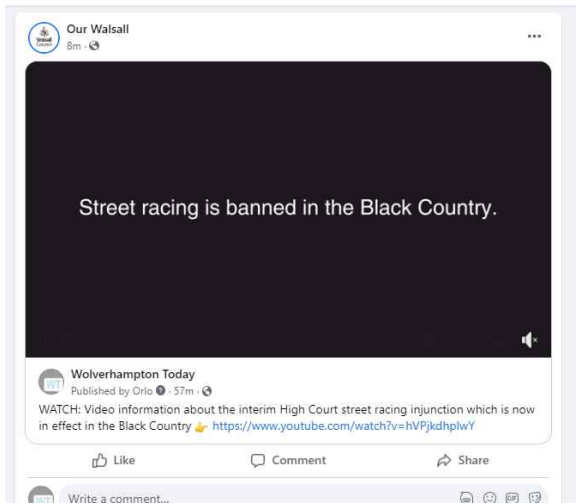 Our Walsall
8m ·
Street racing is banned in the Black Country.
Wolverhampton Today
Published by Orlo · 57m ·
WATCH: Video information about the interim High Court street racing injunction which is now
in effect in the Black Country 👉 https://www.youtube.com/watch?v=hVPjkdhplwY
Like Comment Share
WT Write a comment... GIF